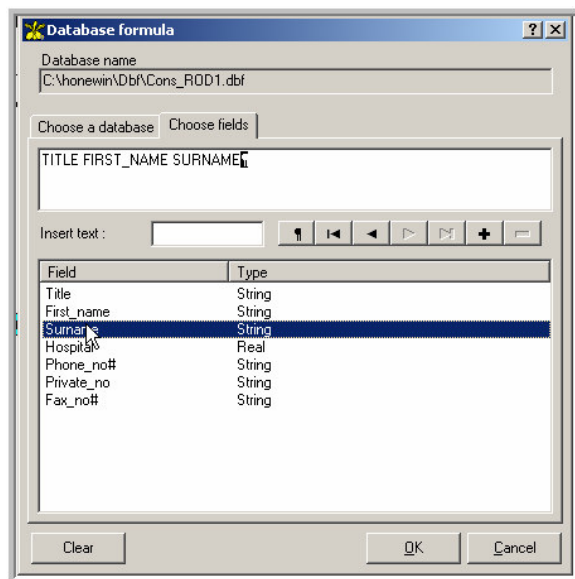 Database formula
Database name
C:\honewin\Dbf\Cons_ROD1.dbf
Choose a database Choose fields
TITLE FIRST_NAME SURNAME
Insert text :
Field Type
Title String
First_name String
Surname String
Hospital Real
Phone_no# String
Private_no String
Fax_no# String
Clear OK Cancel